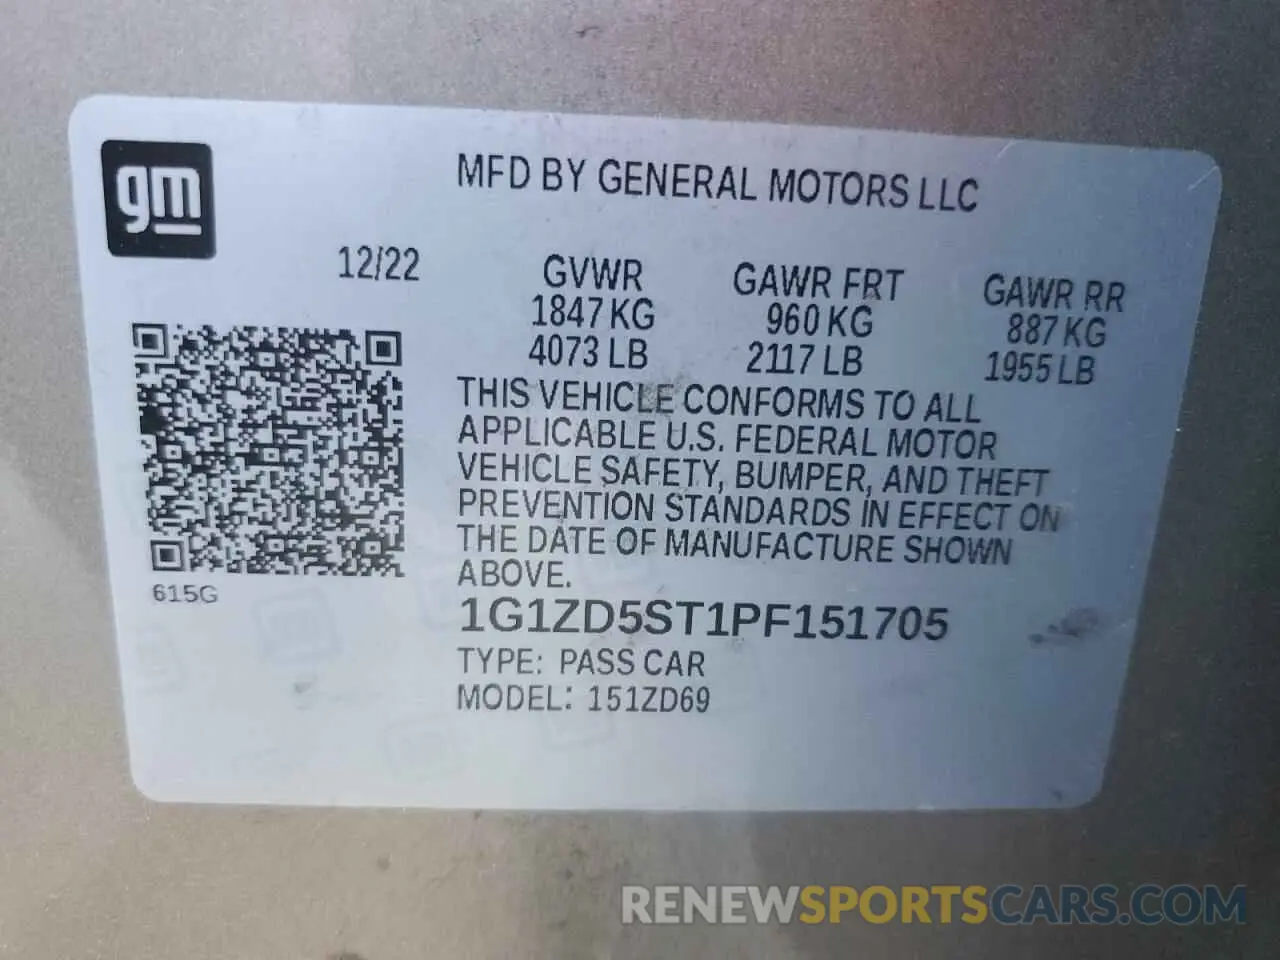 gm
MFD BY GENERAL MOTORS LLC
12/22
GVWR GAWR FRT GAWR RR
1847 KG 960 KG 887 KG
4073 LB 2117 LB 1955 LB
THIS VEHICLE CONFORMS TO ALL
APPLICABLE U.S. FEDERAL MOTOR
VEHICLE SAFETY, BUMPER, AND THEFT
PREVENTION STANDARDS IN EFFECT ON
THE DATE OF MANUFACTURE SHOWN
ABOVE.
615G
1G1ZD5ST1PF151705
TYPE: PASS CAR
MODEL: 151ZD69
RENEWSPORTSCARS.COM